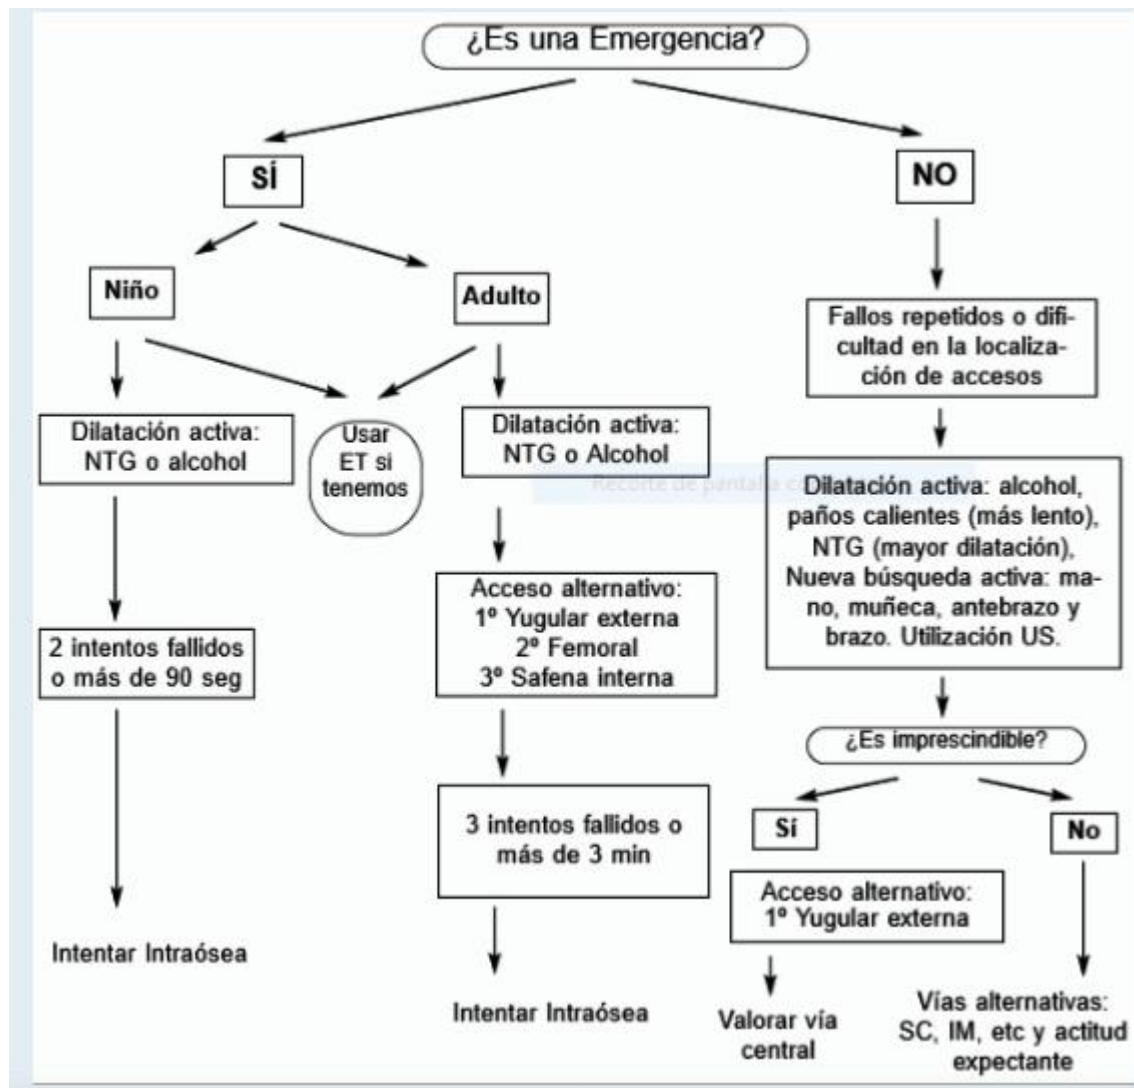 ¿Es una Emergencia?
SÍ
NO
Niño
Adulto
Fallos repetidos o difi-
cultad en la localiza-
ción de accesos
Dilatación activa:
NTG o alcohol
Usar
ET si
tenemos
Dilatación activa:
NTG o Alcohol
Recorte de pantalla
Dilatación activa: alcohol,
paños calientes (más lento),
NTG (mayor dilatación),
Nueva búsqueda activa: ma-
no, muñeca, antebrazo y
brazo. Utilización US.
Acceso alternativo:
1º Yugular externa
2º Femoral
3º Safena interna
2 intentos fallidos
o más de 90 seg
¿Es imprescindible?
3 intentos fallidos o
más de 3 min
Sí
No
Acceso alternativo:
1º Yugular externa
Intentar Intraósea
Intentar Intraósea
Valorar vía
central
Vías alternativas:
SC, IM, etc y actitud
expectante